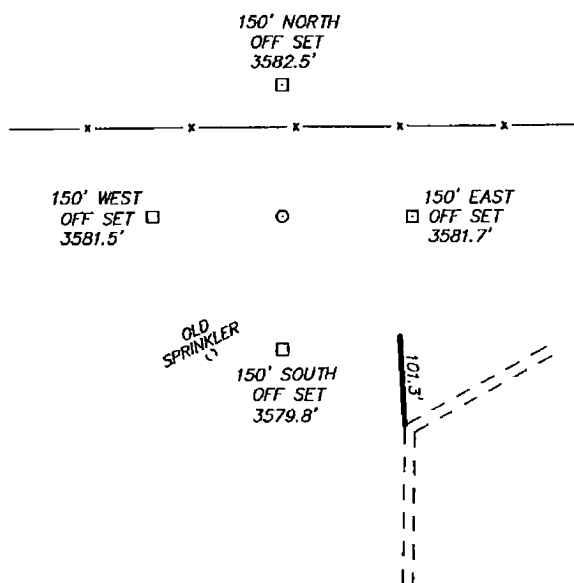 150' NORTH
OFF SET
3582.5'
150' WEST
OFF SET
3581.5'
150' EAST
OFF SET
3581.7'
OLD
SPRINKLER
150' SOUTH
OFF SET
3579.8'
101.3'